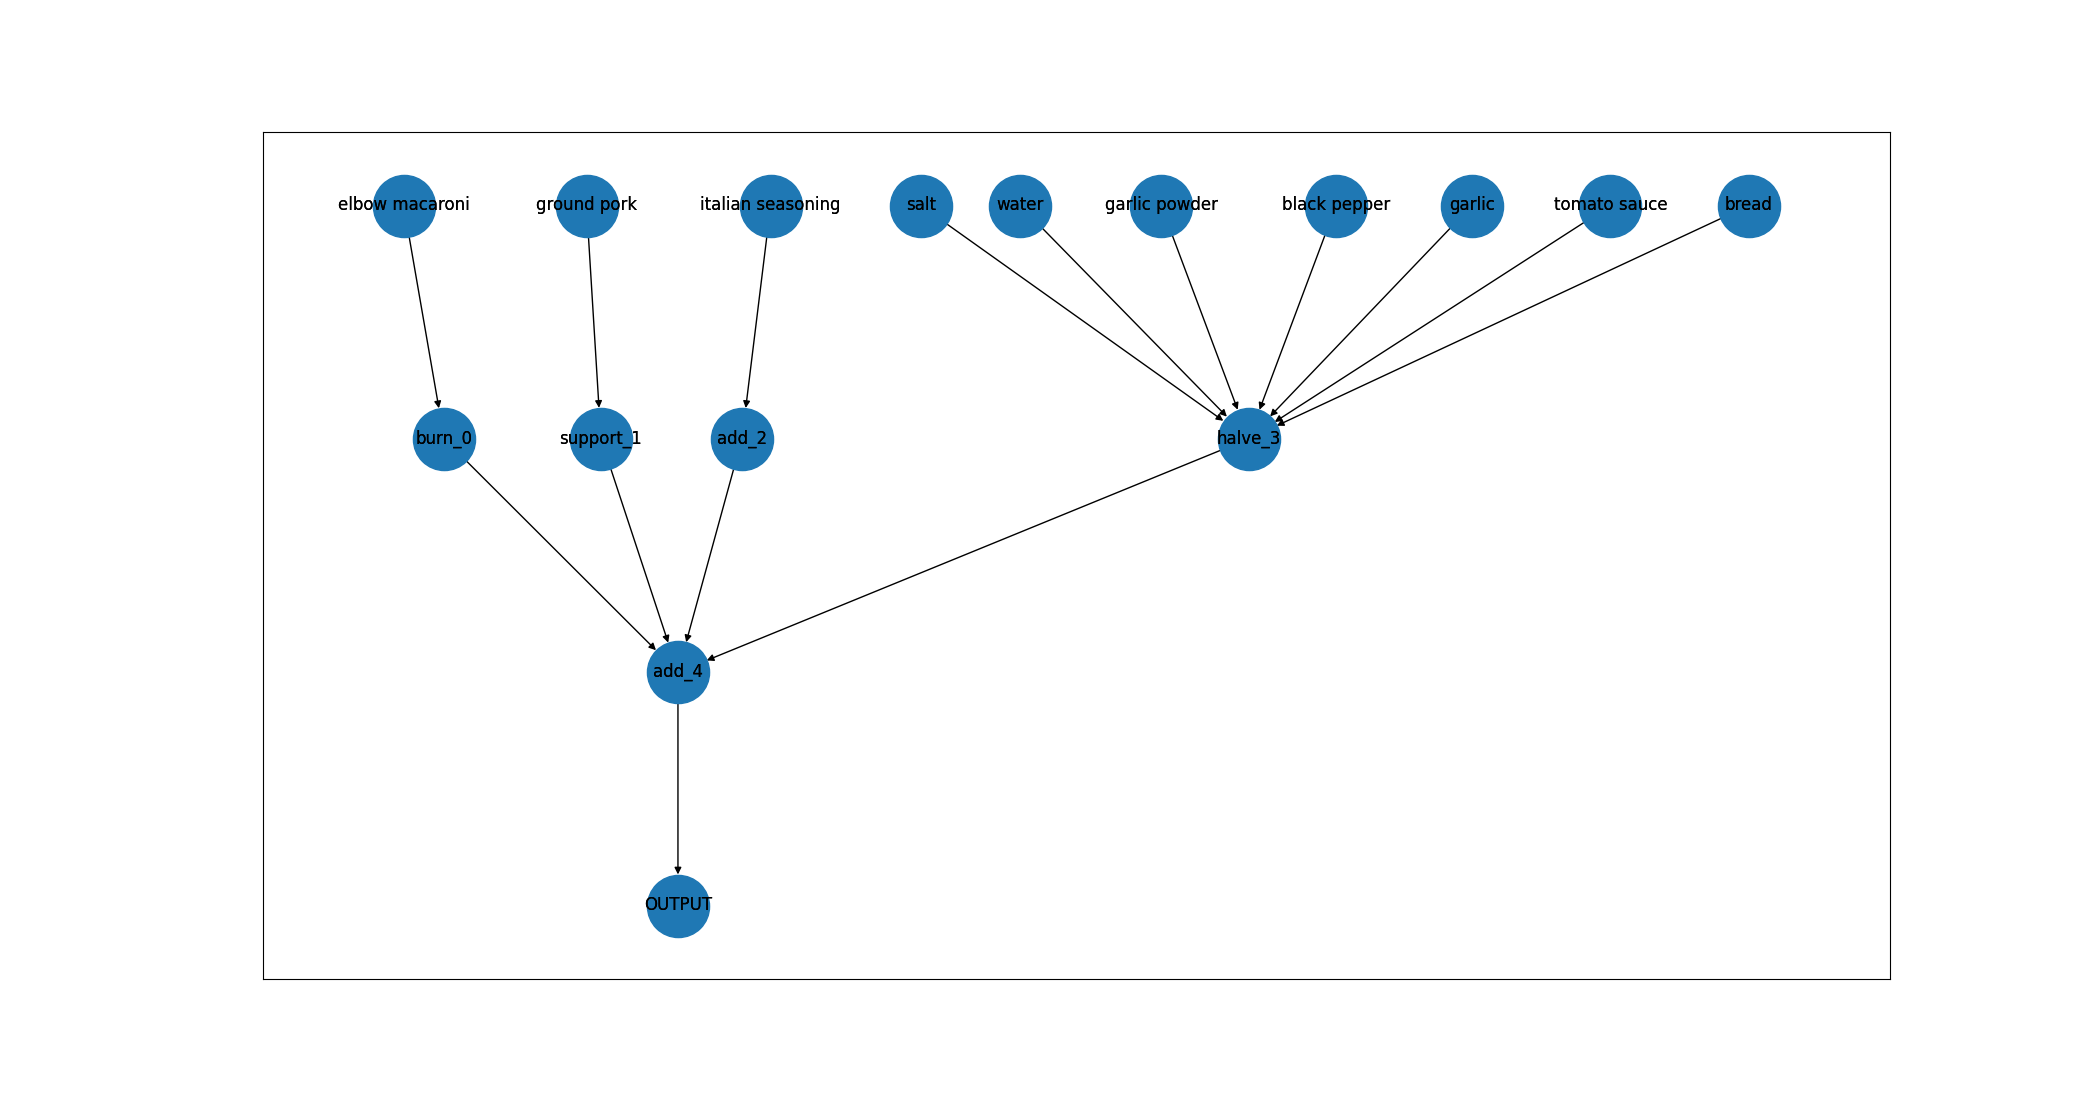 elbow macaroni
ground pork
italian seasoning
salt
water
garlic powder
black pepper
garlic
tomato sauce
bread
burn_0
support_1
add_2
halve_3
add_4
OUTPUT